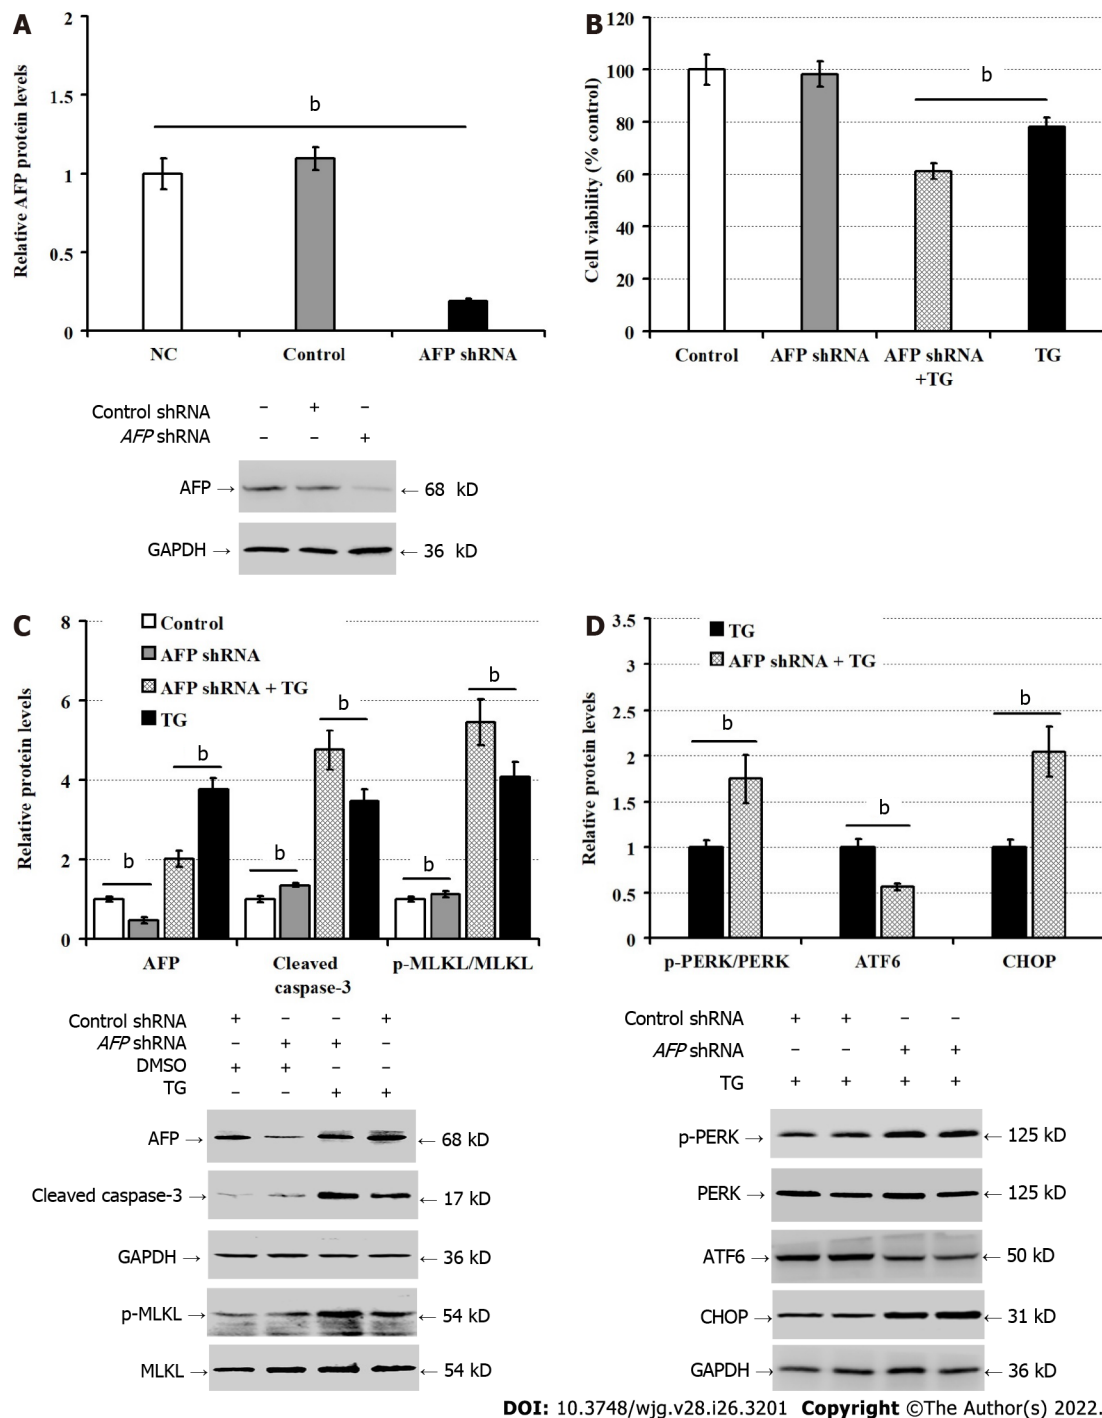 A
2
1.5
1
0.5
0
Relative AFP protein levels
b
NC Control AFP shRNA
Control shRNA – + –
AFP shRNA – – +
AFP → ← 68 kD
GAPDH → ← 36 kD
B
120
100
80
60
40
20
0
Cell viability (% control)
b
Control AFP shRNA AFP shRNA +TG TG
C
8
6
4
2
0
Relative protein levels
Control
AFP shRNA
AFP shRNA + TG
TG
b b b b b b
AFP Cleaved caspase-3 p-MLKL/MLKL
Control shRNA + – – +
AFP shRNA – + + –
DMSO + + – –
TG – – + +
AFP → ← 68 kD
Cleaved caspase-3 → ← 17 kD
GAPDH → ← 36 kD
p-MLKL → ← 54 kD
MLKL → ← 54 kD
D
3.5
3
2.5
2
1.5
1
0.5
0
Relative protein levels
TG
AFP shRNA + TG
b b b
p-PERK/PERK ATF6 CHOP
Control shRNA + + – –
AFP shRNA – – + +
TG + + + +
p-PERK → ← 125 kD
PERK → ← 125 kD
ATF6 → ← 50 kD
CHOP → ← 31 kD
GAPDH → ← 36 kD
DOI: 10.3748/wjg.v28.i26.3201 Copyright ©The Author(s) 2022.